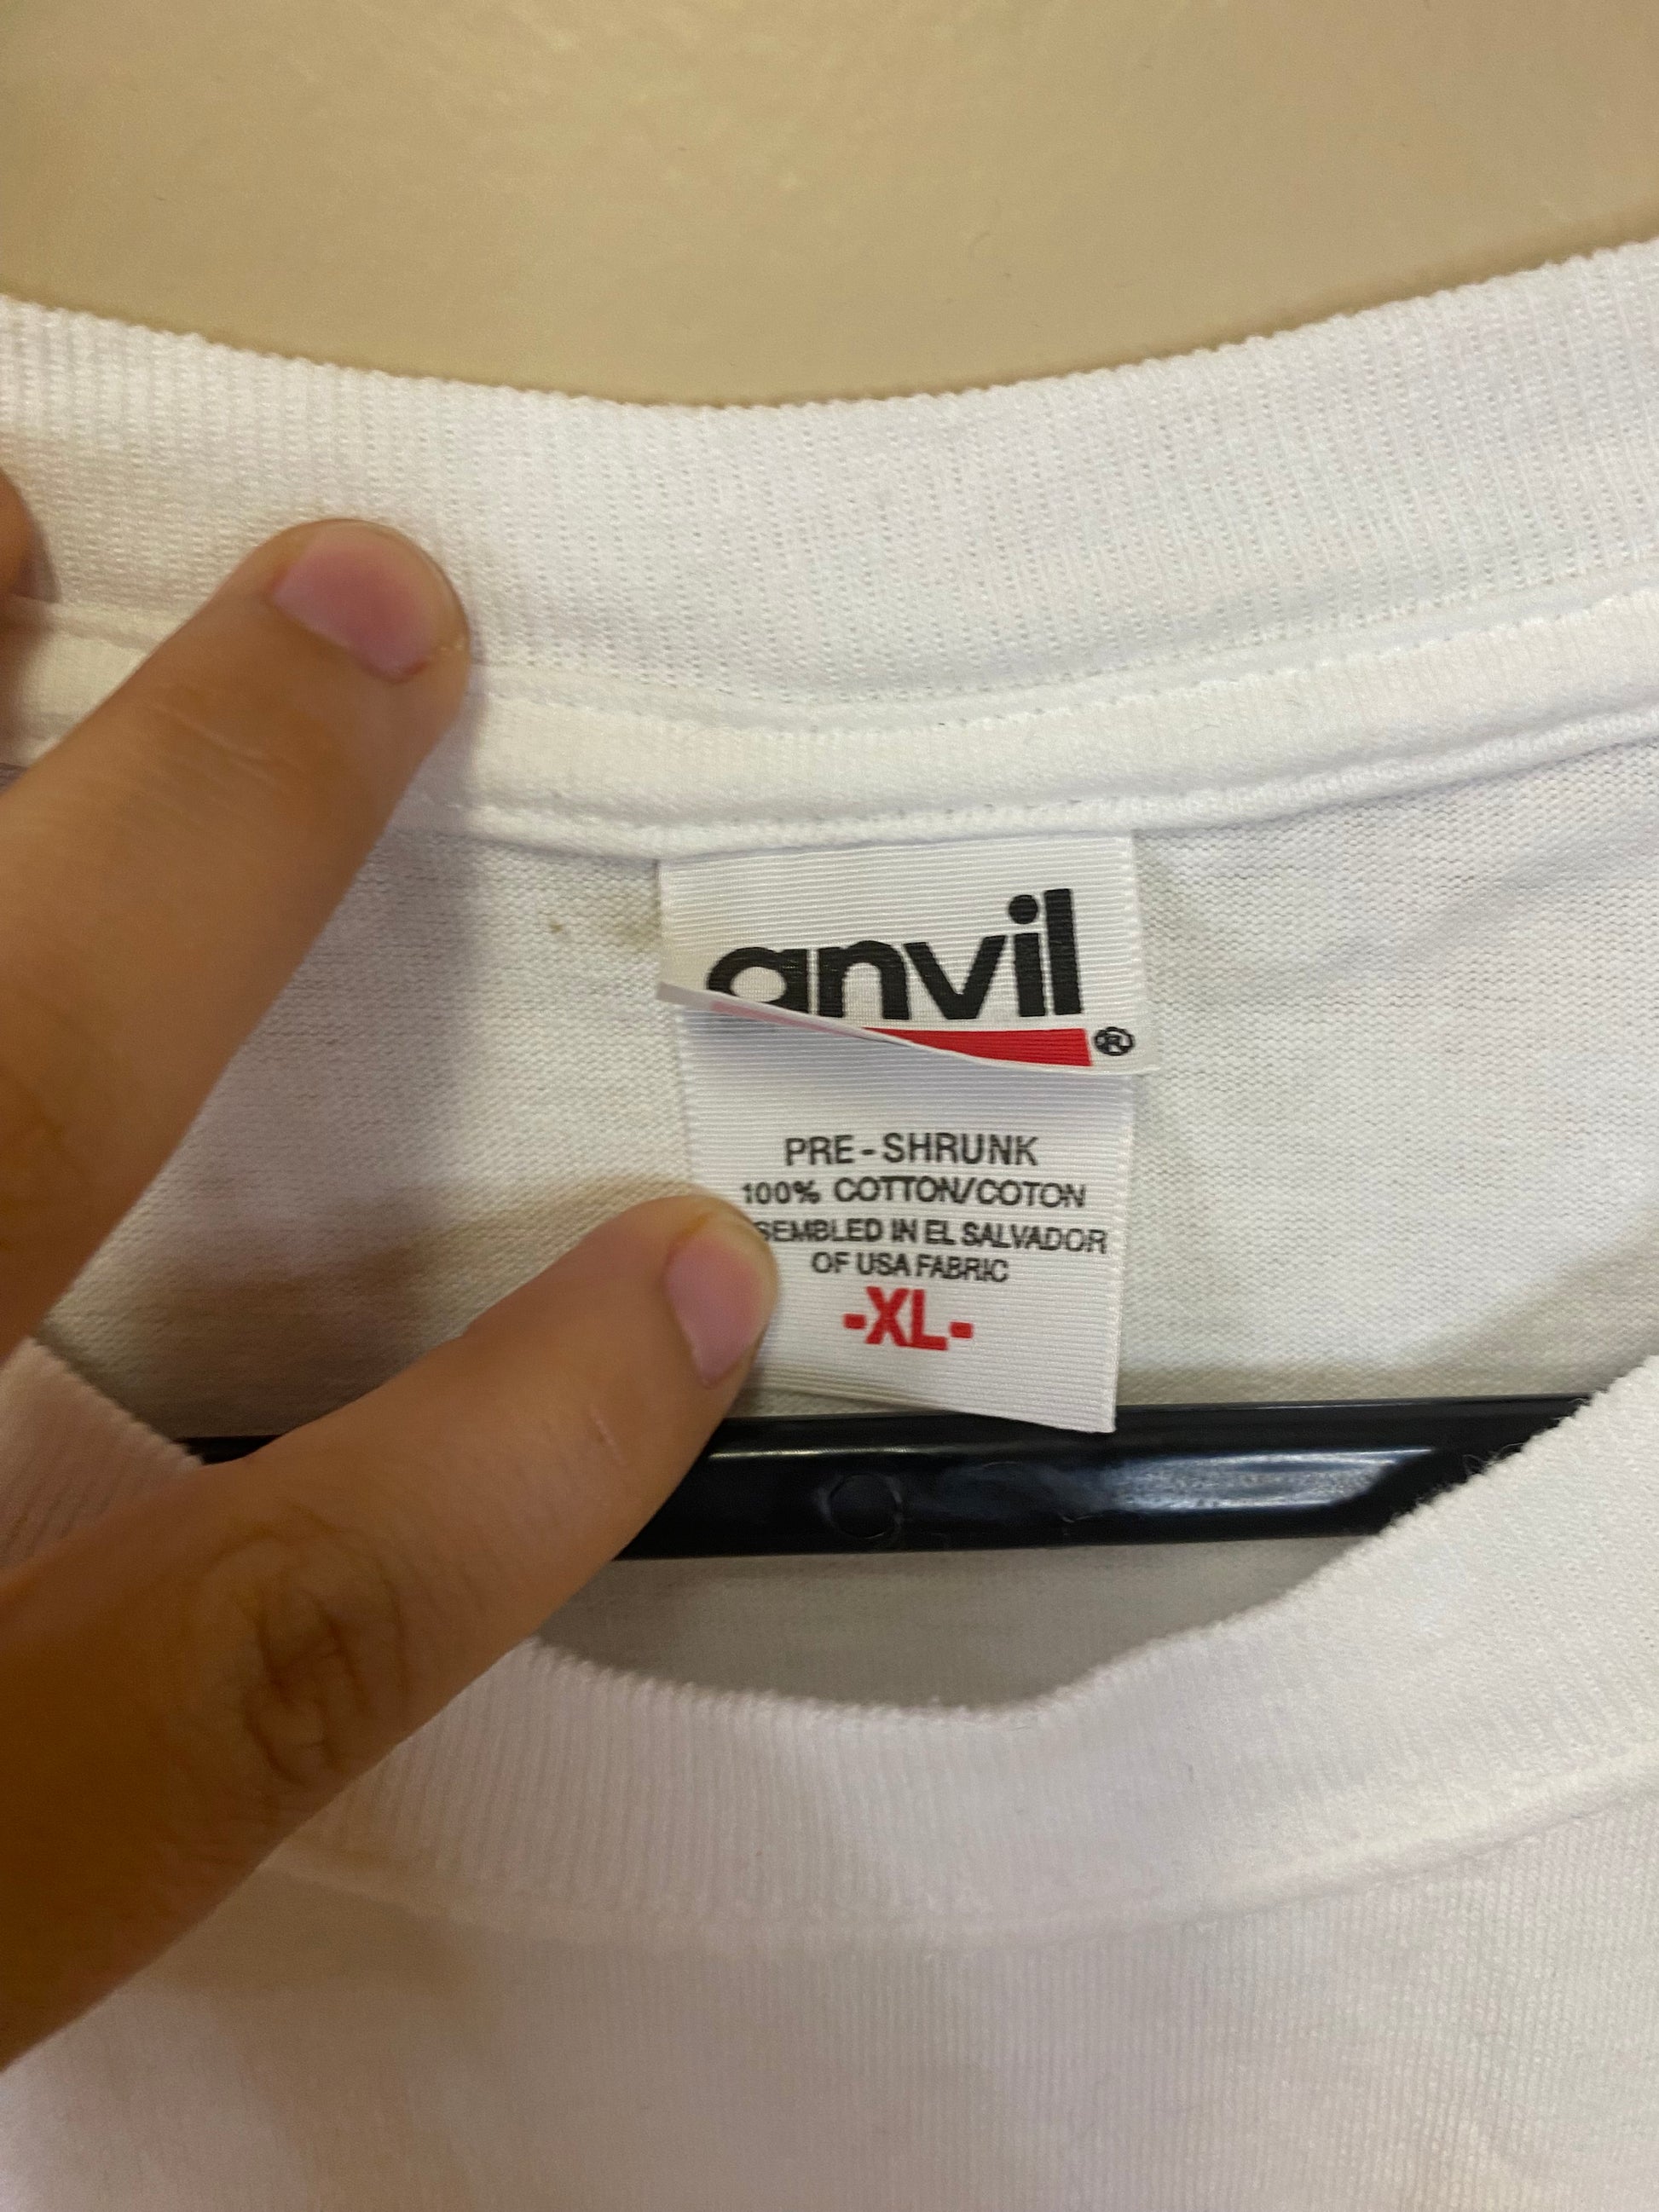 anvil®
PRE-SHRUNK
100% COTTON/COTON
SEMBLED IN EL SALVADOR
OF USA FABRIC
-XL-